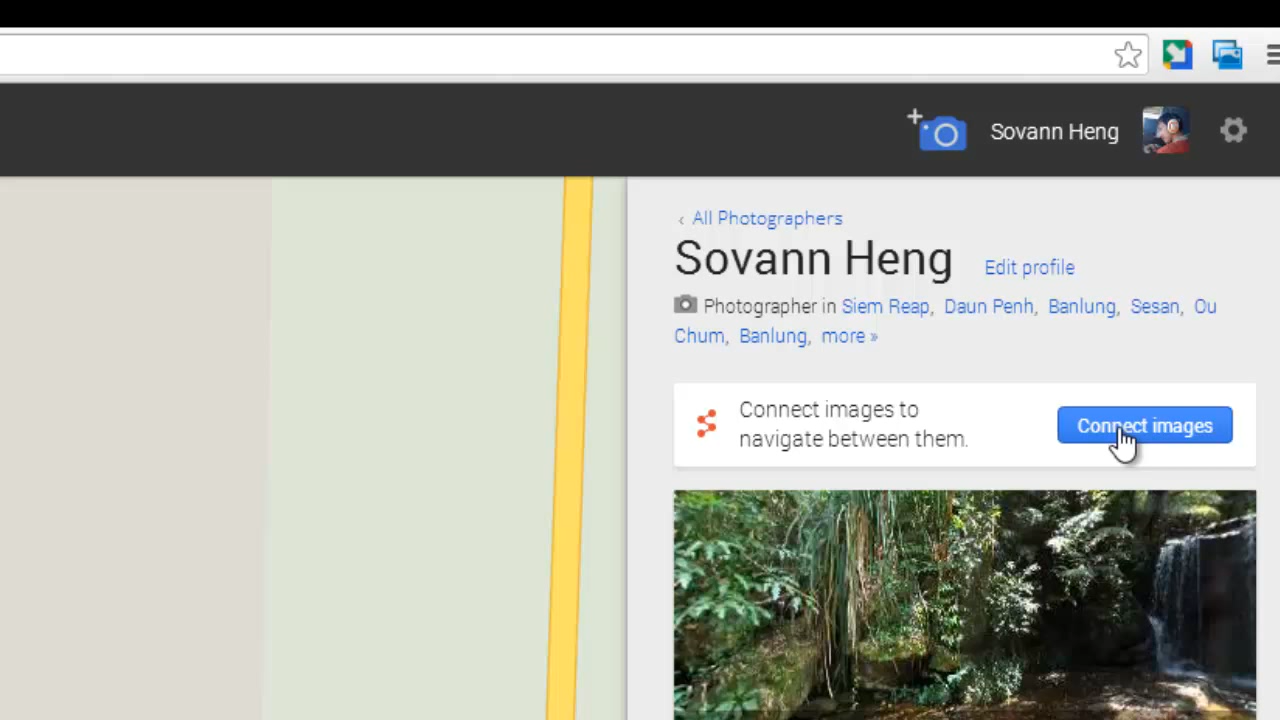 Sovann Heng
‹ All Photographers
Sovann Heng Edit profile
Photographer in Siem Reap, Daun Penh, Banlung, Sesan, Ou
Chum, Banlung, more »
Connect images to
navigate between them.
Connect images